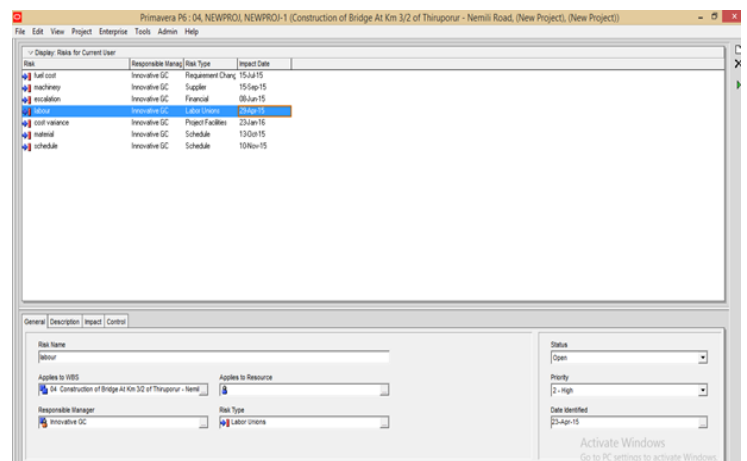 Primavera P6 : 04, NEWPROJ, NEWPROJ-1 (Construction of Bridge At Km 3/2 of Thiruporur - Nemili Road, (New Project), (New Project))
File Edit View Project Enterprise Tools Admin Help
Display: Risks for Current User
Risk Responsible Manag Risk Type Impact Date
fuel cost Innovative GC Requirement Chang 15-Jul-15
machinery Innovative GC Supplier 15-Sep-15
escalation Innovative GC Financial 08-Jun-15
labour Innovative GC Labor Unions 29-Apr-15
cost variance Innovative GC Project Facilities 23-Jan-16
material Innovative GC Schedule 13-Oct-15
schedule Innovative GC Schedule 10-Nov-15
General Description Impact Control
Risk Name
labour
Applies to WBS Applies to Resource
04 Construction of Bridge At Km 3/2 of Thiruporur - Nemil ...
Responsible Manager Risk Type
Innovative GC ... Labor Unions ...
Status
Open
Priority
2 - High
Date Identified
23-Apr-15
Activate Windows
Go to PC settings to activate Windows.